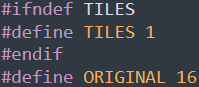 #ifndef TILES
#define TILES 1
#endif
#define ORIGINAL 16